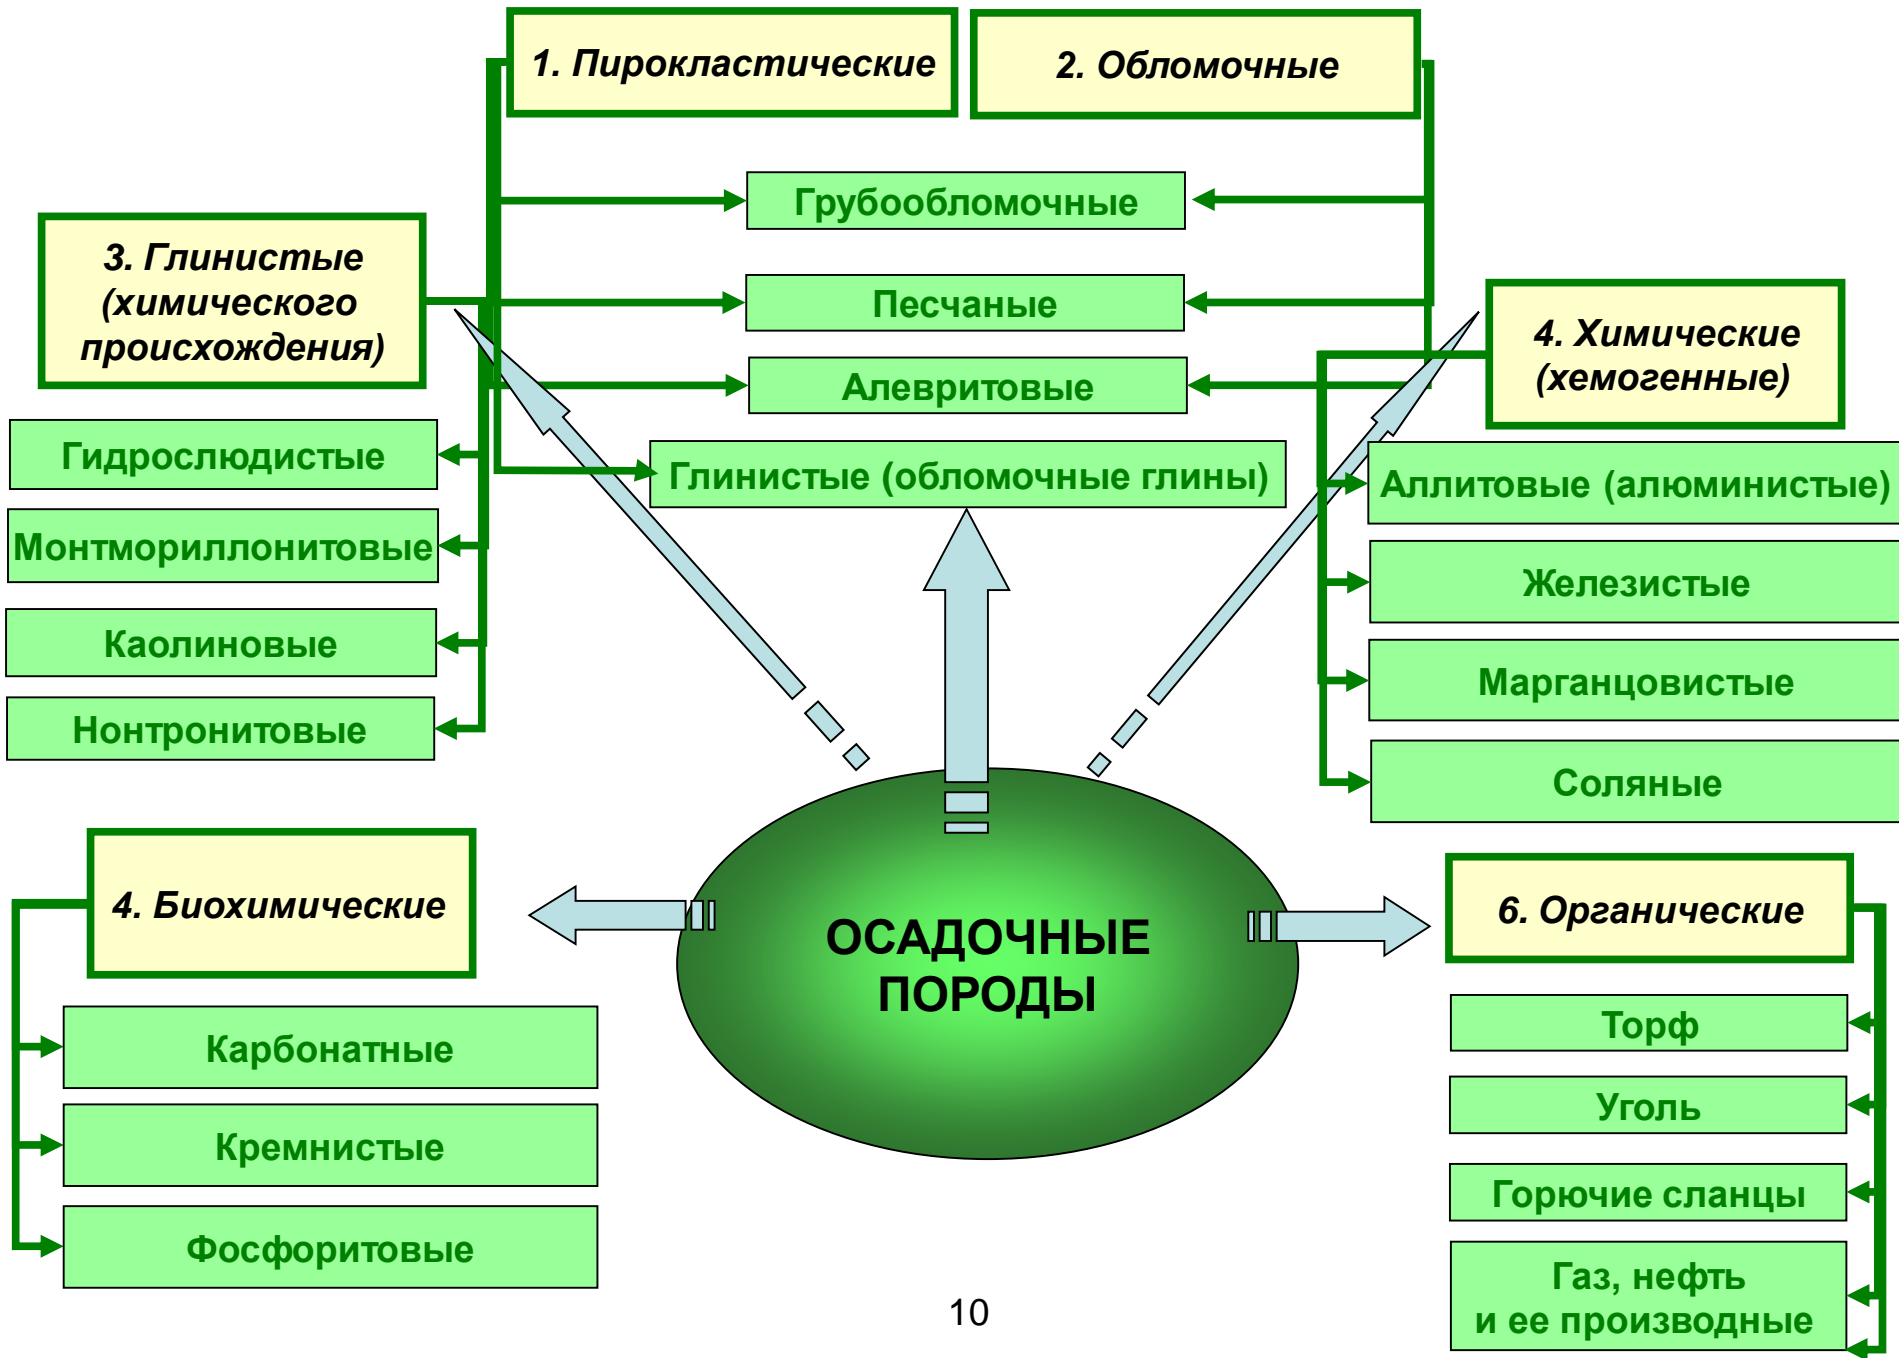 1. Пирокластические
2. Обломочные
Грубообломочные
3. Глинистые
(химического
происхождения)
Песчаные
4. Химические
(хемогенные)
Алевритовые
Гидрослюдистые
Глинистые (обломочные глины)
Аллитовые (алюминистые)
Монтмориллонитовые
Железистые
Каолиновые
Марганцовистые
Нонтронитовые
Соляные
4. Биохимические
6. Органические
ОСАДОЧНЫЕ
ПОРОДЫ
Карбонатные
Торф
Кремнистые
Уголь
Фосфоритовые
Горючие сланцы
Газ, нефть
и ее производные
10